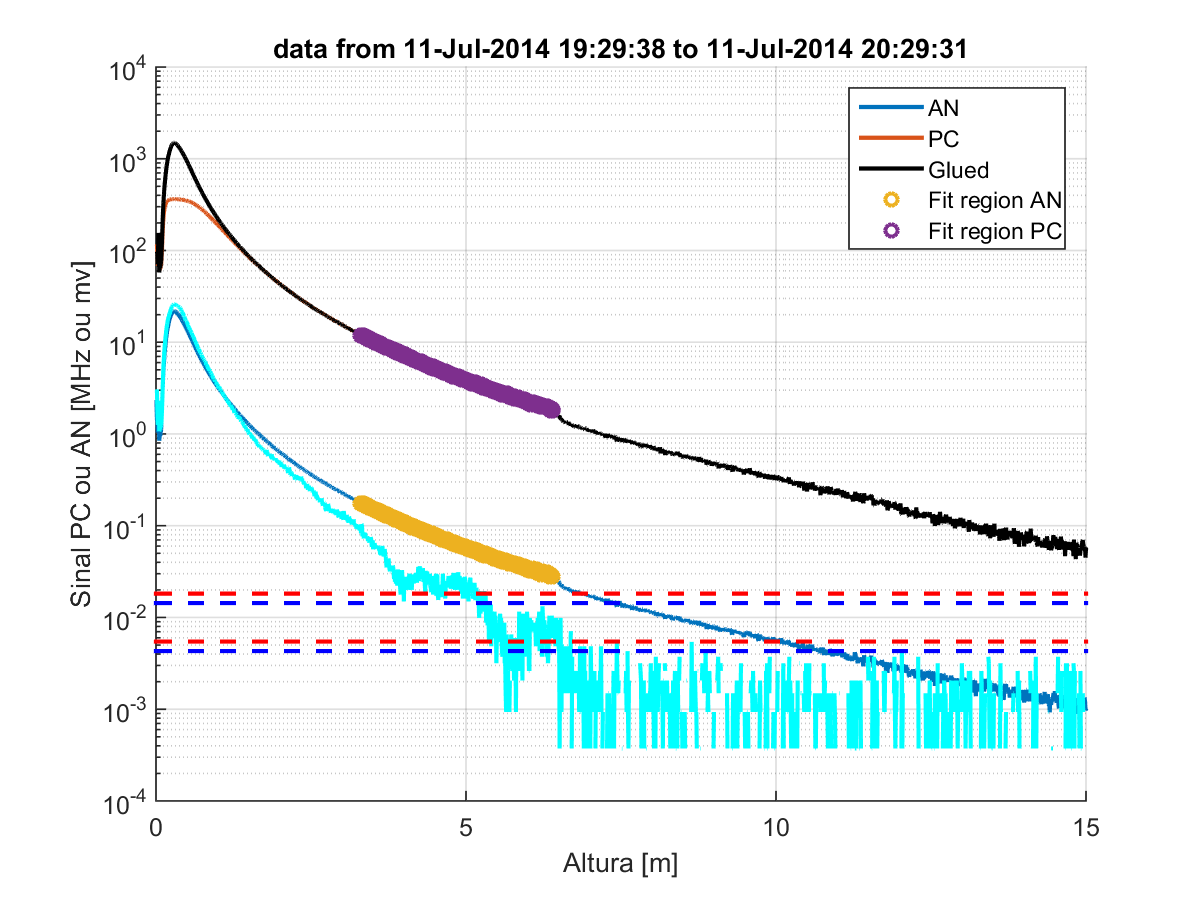 data from 11-Jul-2014 19:29:38 to 11-Jul-2014 20:29:31
10^4
10^3
10^2
10^1
10^0
10^-1
10^-2
10^-3
10^-4
Sinal PC ou AN [MHz ou mv]
AN
PC
Glued
Fit region AN
Fit region PC
0 5 10 15
Altura [m]